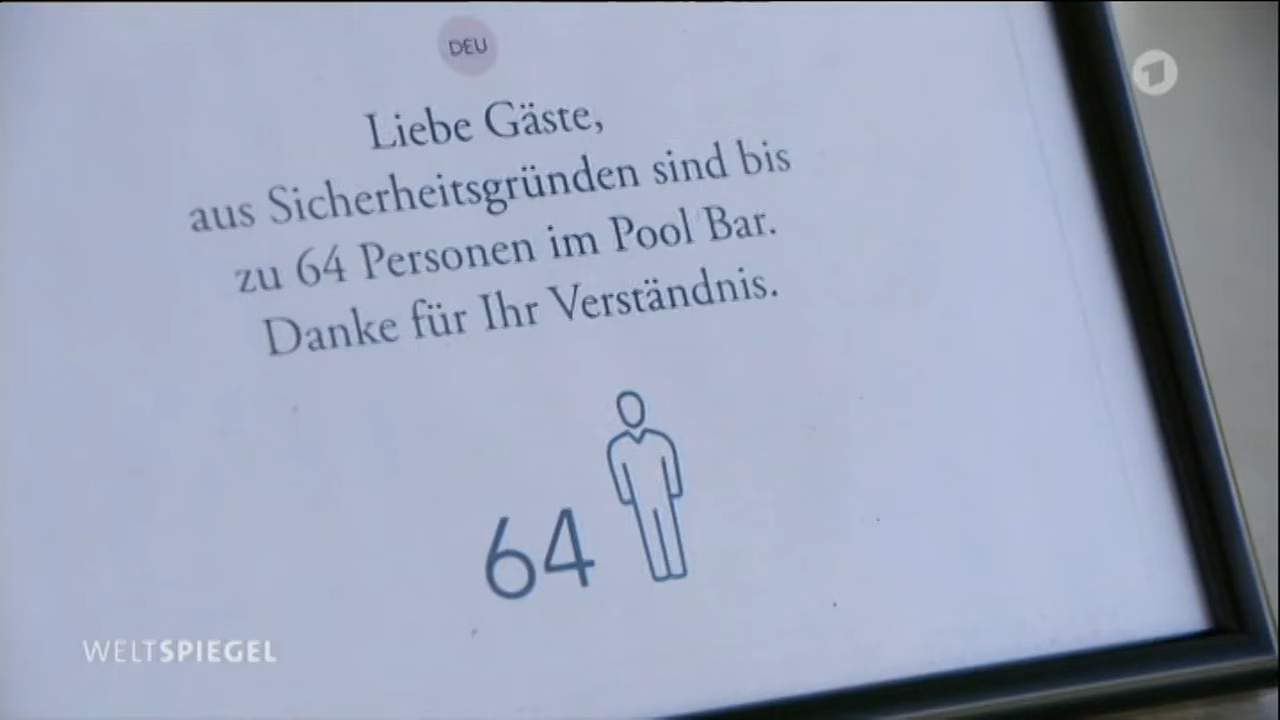 DEU
Liebe Gäste,
aus Sicherheitsgründen sind bis
zu 64 Personen im Pool Bar.
Danke für Ihr Verständnis.
64
WELTSPIEGEL
1